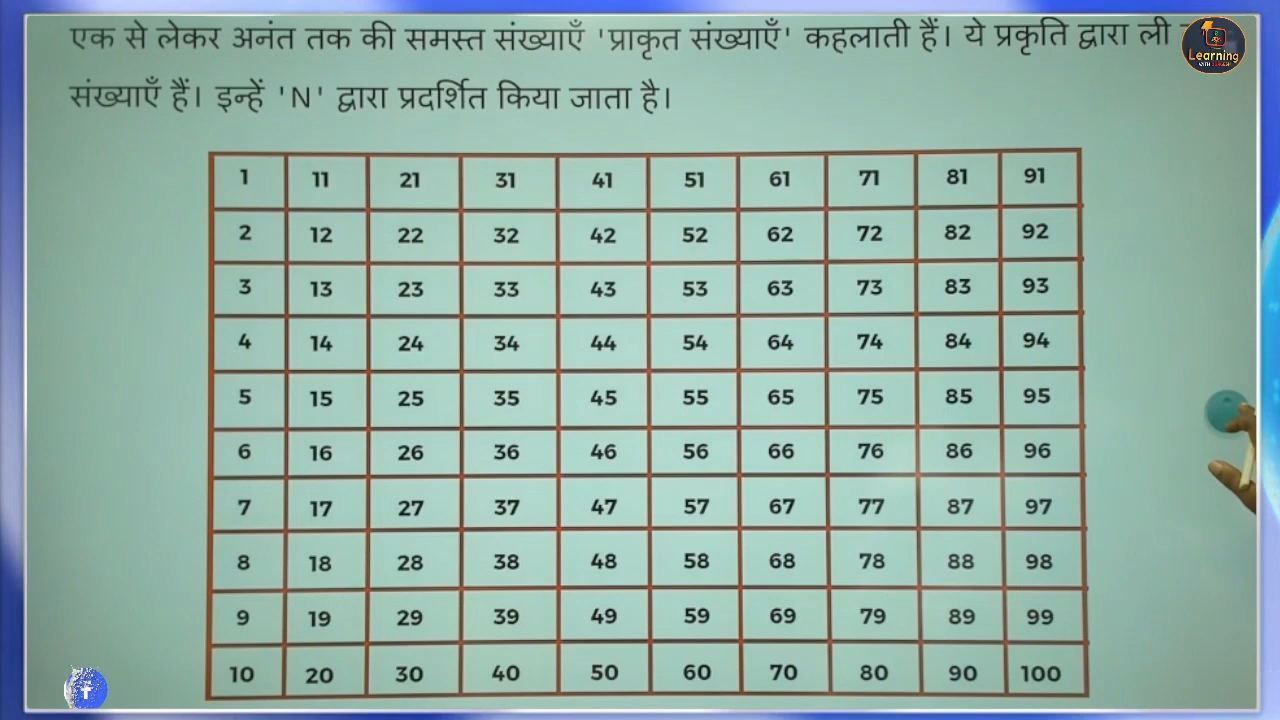 एक से लेकर अनंत तक की समस्त संख्याएँ 'प्राकृत संख्याएँ' कहलाती हैं। ये प्रकृति द्वारा ली
संख्याएँ हैं। इन्हें 'N' द्वारा प्रदर्शित किया जाता है।
Learning
1 11 21 31 41 51 61 71 81 91
2 12 22 32 42 52 62 72 82 92
3 13 23 33 43 53 63 73 83 93
4 14 24 34 44 54 64 74 84 94
5 15 25 35 45 55 65 75 85 95
6 16 26 36 46 56 66 76 86 96
7 17 27 37 47 57 67 77 87 97
8 18 28 38 48 58 68 78 88 98
9 19 29 39 49 59 69 79 89 99
10 20 30 40 50 60 70 80 90 100